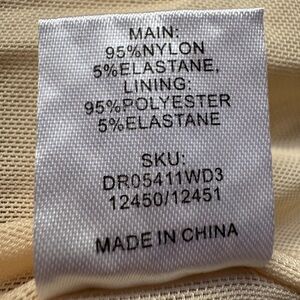 MAIN:
95%NYLON
5%ELASTANE,
LINING:
95%POLYESTER
5%ELASTANE
SKU:
DR05411WD3
12450/12451
MADE IN CHINA